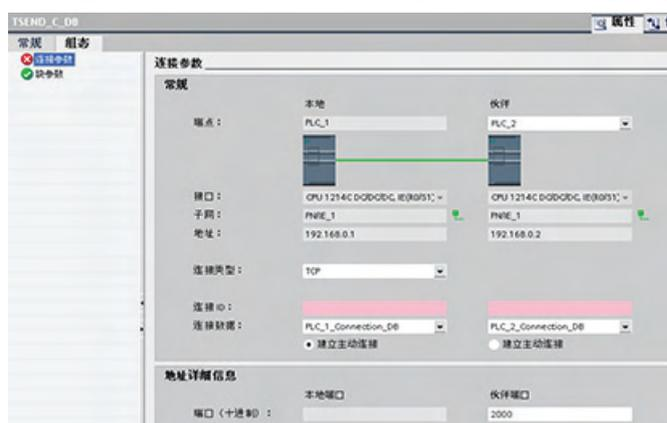 TSEND_C_DB
属性
常规 组态
连接参数
块参数
连接参数
常规
本地 伙伴
端点： PLC_1 PLC_2
接口： CPU 1214C DC/DC/DC, IE(R0/S1) CPU 1214C DC/DC/DC, IE(R0/S1)
子网： PN/IE_1 PN/IE_1
地址： 192.168.0.1 192.168.0.2
连接类型： TCP
连接 ID：
连接数据： PLC_1_Connection_DB PLC_2_Connection_DB
建立主动连接 建立主动连接
地址详细信息
本地端口 伙伴端口
端口（十进制）： 2000